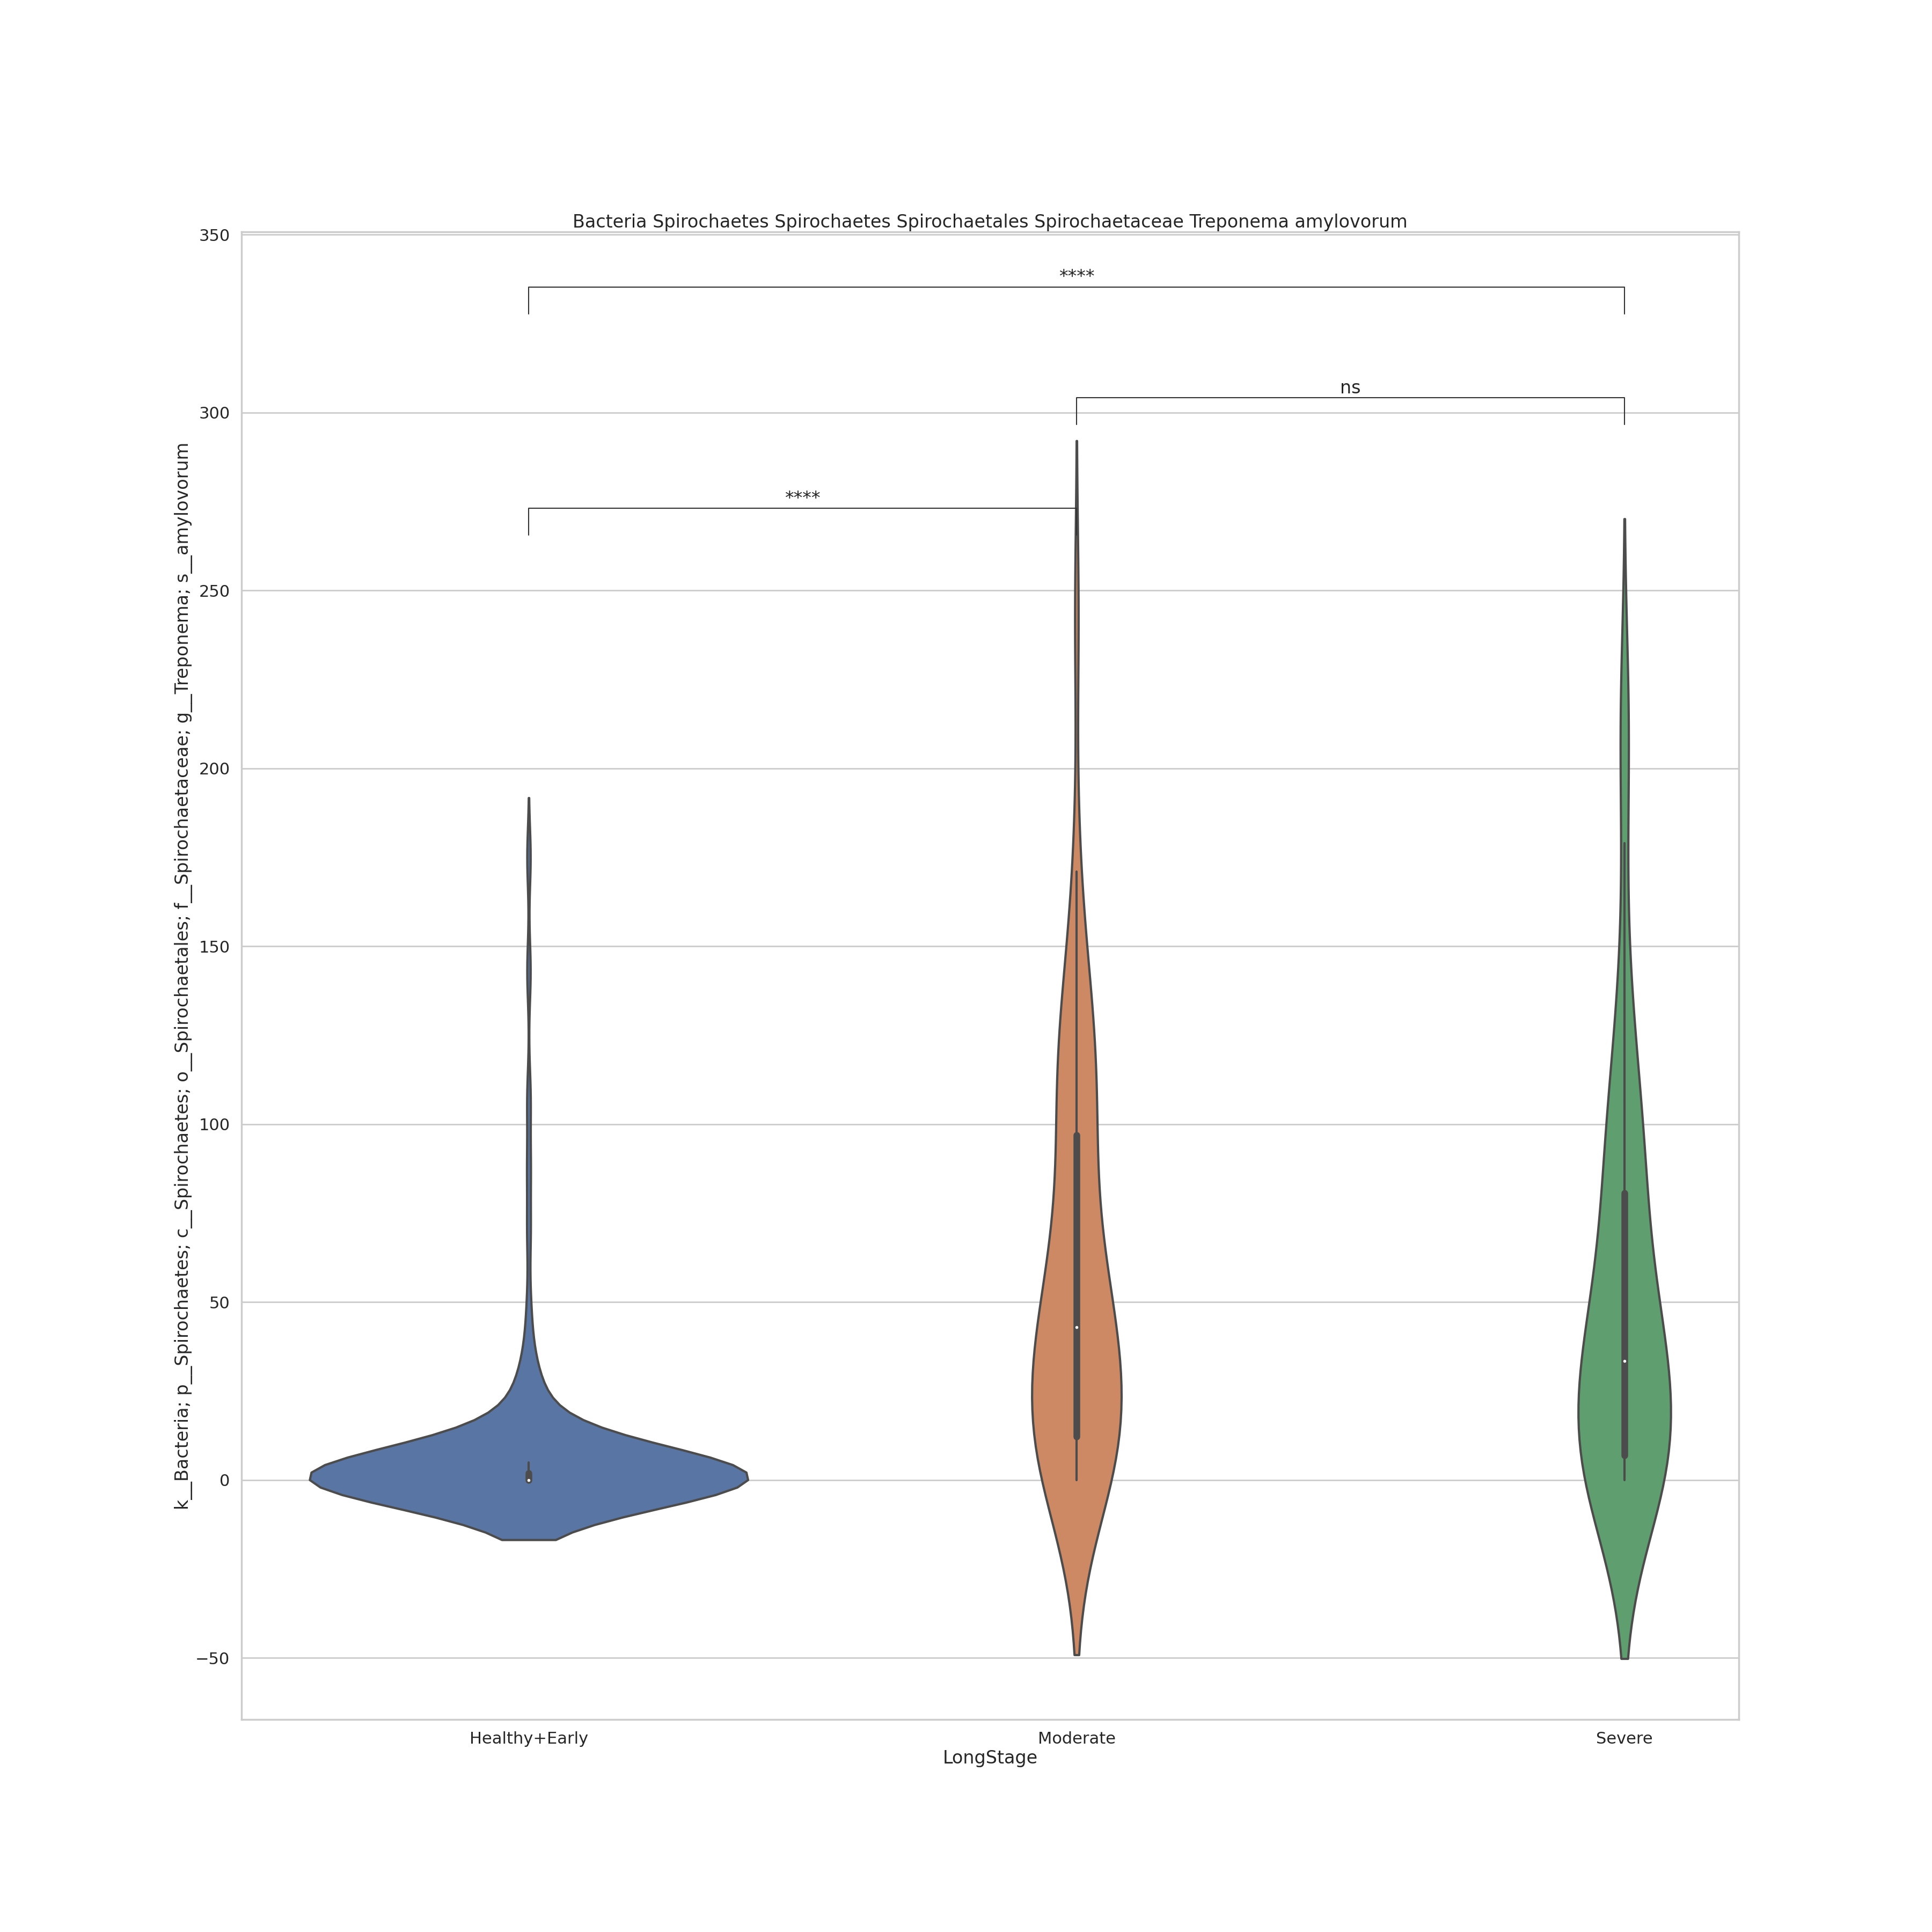 Bacteria Spirochaetes Spirochaetes Spirochaetales Spirochaetaceae Treponema amylovorum
k__Bacteria; p__Spirochaetes; c__Spirochaetes; o__Spirochaetales; f__Spirochaetaceae; g__Treponema; s__amylovorum
350
300
250
200
150
100
50
0
−50
****
ns
****
Healthy+Early
Moderate
Severe
LongStage